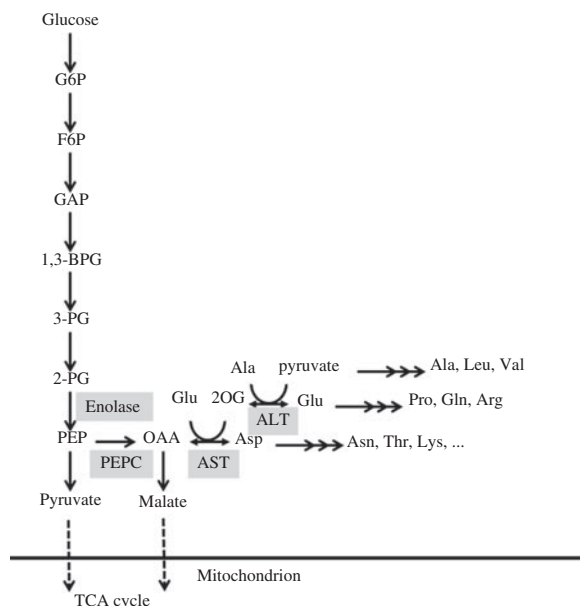 Glucose
G6P
F6P
GAP
1,3-BPG
3-PG
2-PG
Ala pyruvate Ala, Leu, Val
Enolase Glu 2OG Glu Pro, Gln, Arg
ALT
PEP OAA Asp Asn, Thr, Lys, ...
PEPC AST
Pyruvate Malate
Mitochondrion
TCA cycle